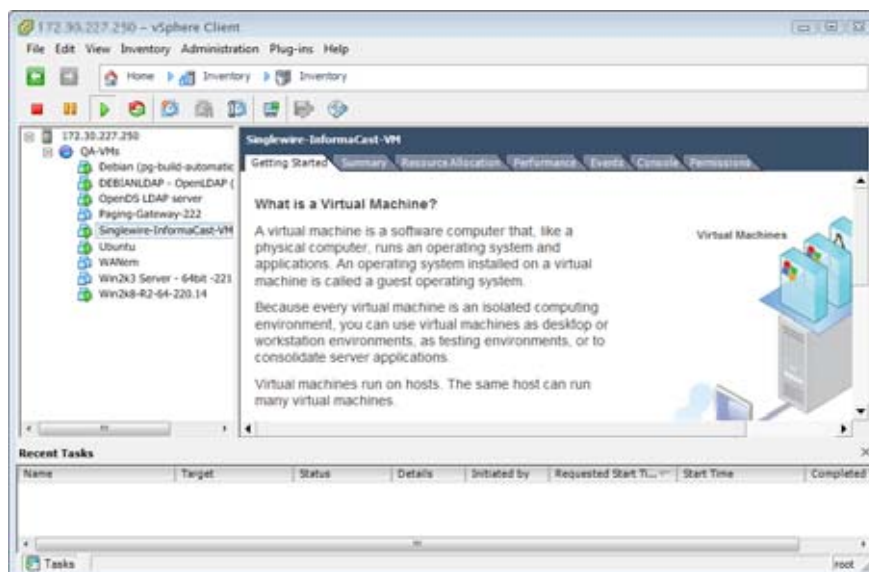 172.30.227.250 – vSphere Client
File Edit View Inventory Administration Plug-ins Help
Home Inventory Inventory
172.30.227.250
QA-VMs
Debian (pg-build-automatic
DEBIANLDAP - OpenLDAP (
OpenDS LDAP server
Paging-Gateway-222
Singlewire-InformaCast-VM
Ubuntu
WANem
Win2k3 Server - 64bit -221
Win2k8-R2-64-220.14
Singlewire-InformaCast-VM
Getting Started Summary Resource Allocation Performance Events Console Permissions
What is a Virtual Machine?
A virtual machine is a software computer that, like a
physical computer, runs an operating system and
applications. An operating system installed on a virtual
machine is called a guest operating system.
Because every virtual machine is an isolated computing
environment, you can use virtual machines as desktop or
workstation environments, as testing environments, or to
consolidate server applications.
Virtual machines run on hosts. The same host can run
many virtual machines.
Virtual Machines
Recent Tasks
Name Target Status Details Initiated by Requested Start Ti... Start Time Completed
Tasks root